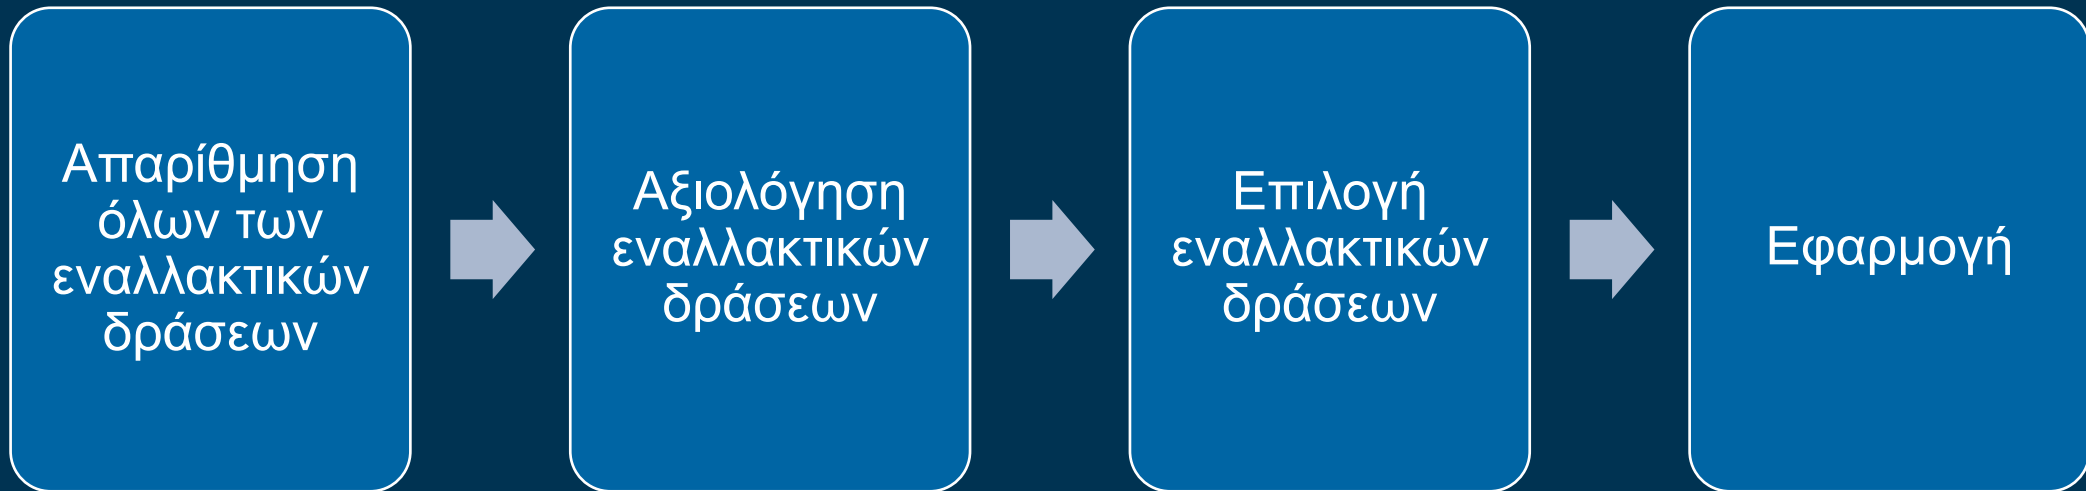 Απαρίθμηση
όλων των
εναλλακτικών
δράσεων
Αξιολόγηση
εναλλακτικών
δράσεων
Επιλογή
εναλλακτικών
δράσεων
Εφαρμογή